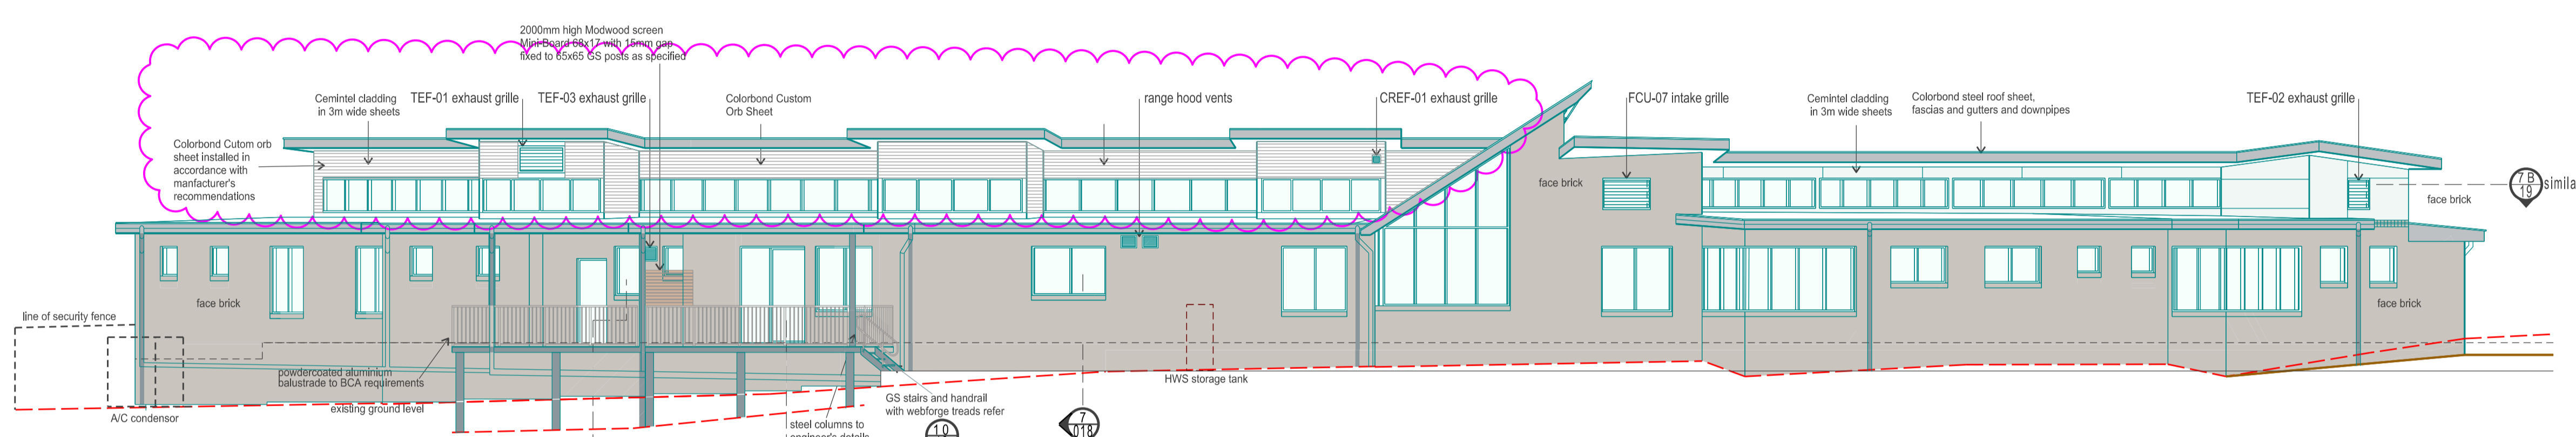 2000mm high Modwood screen
Mini Board 68x17 with 15mm gap
fixed to 65x65 GS posts as specified
Cemintel cladding
in 3m wide sheets
TEF-01 exhaust grille
TEF-03 exhaust grille
Colorbond Custom
Orb Sheet
range hood vents
CREF-01 exhaust grille
FCU-07 intake grille
Cemintel cladding
in 3m wide sheets
Colorbond steel roof sheet,
fascias and gutters and downpipes
TEF-02 exhaust grille
Colorbond Cutom orb
sheet installed in
accordance with
manfacturer's
recommendations
face brick
7 B
19
simila
face brick
face brick
face brick
line of security fence
powdercoated aluminium
balustrade to BCA requirements
existing ground level
A/C condensor
HWS storage tank
GS stairs and handrail
with webforge treads refer
steel columns to
engineer's details
10
7
018